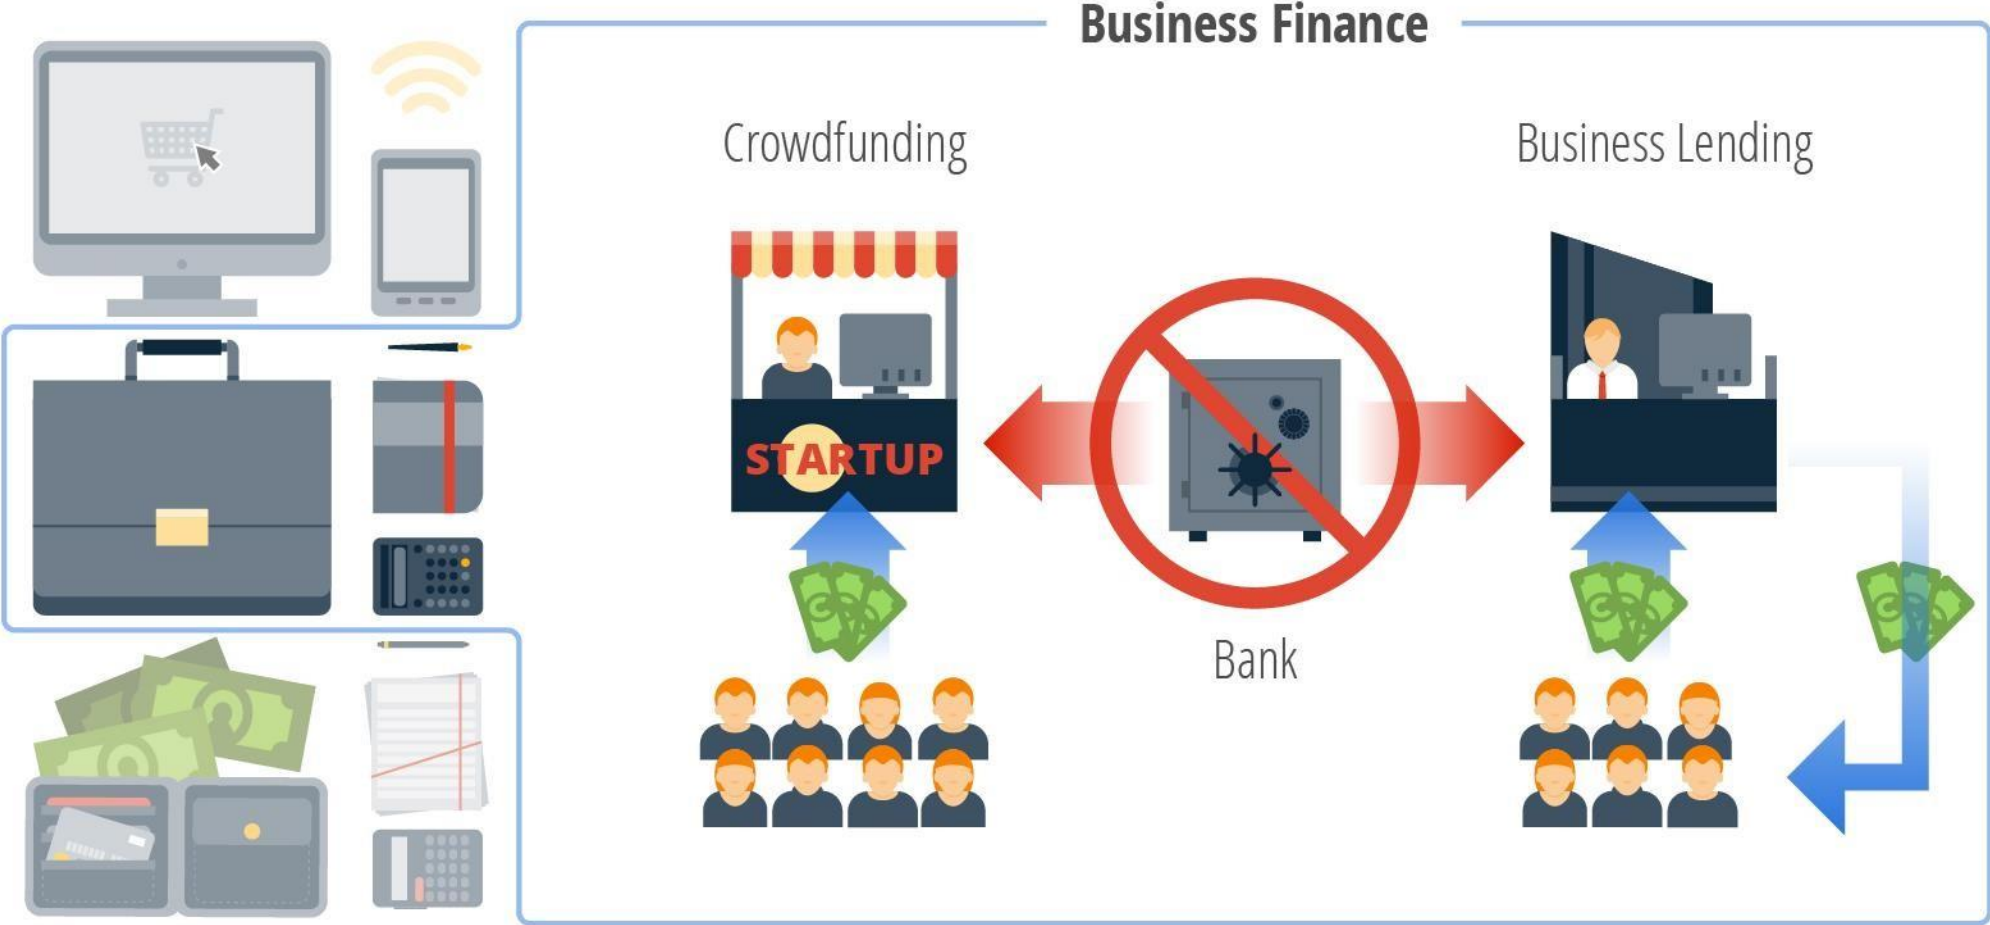 Business Finance
Crowdfunding
Business Lending
STARTUP
Bank